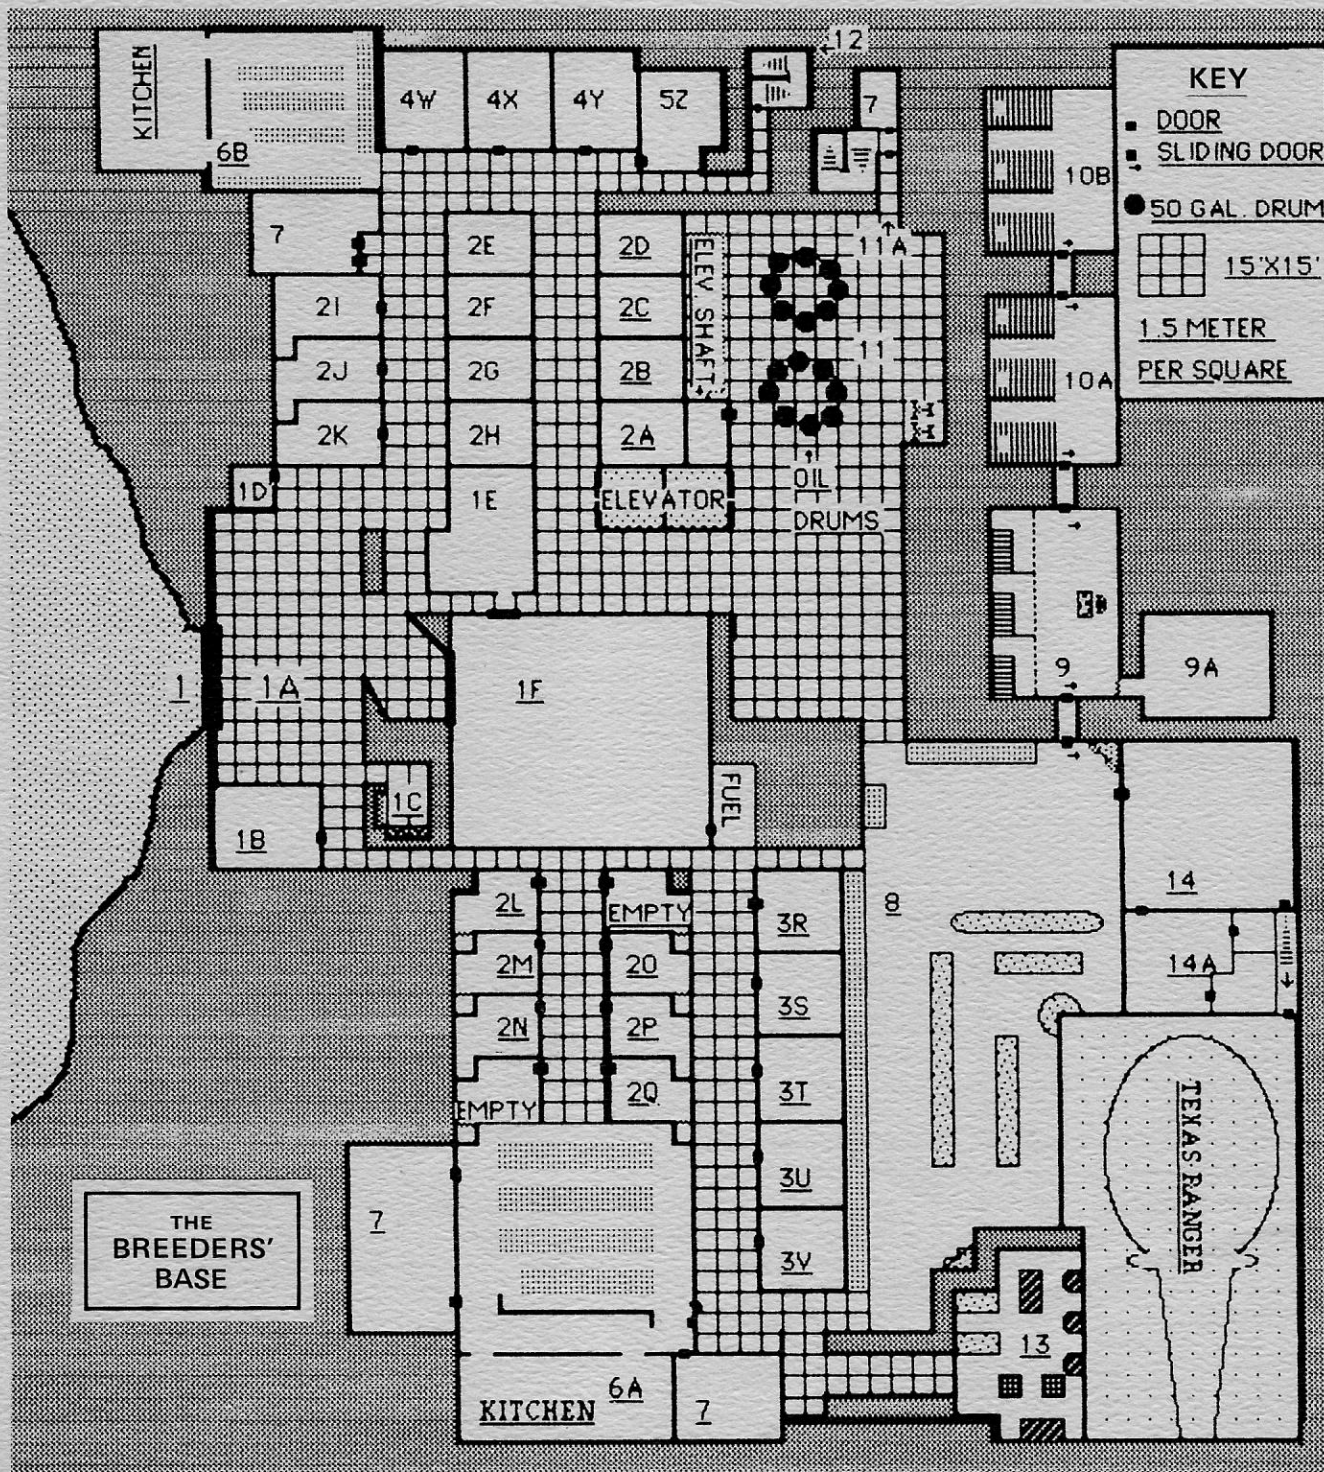 12
KITCHEN
6B
4W
4X
4Y
5Z
7
KEY
DOOR
SLIDING DOOR
50 GAL. DRUM
15'X15'
1.5 METER
PER SQUARE
10B
7
2E
2D
ELEV SHAFT
11A
2I
2F
2C
11
2J
2G
2B
10A
2K
2H
2A
1D
1E
ELEVATOR
OIL
DRUMS
1
1A
1F
9
9A
1C
FUEL
1B
2L
EMPTY
3R
8
14
2M
2O
14A
2N
2P
3S
EMPTY
2Q
3T
TEXAS RANGER
3U
7
3V
THE
BREEDERS'
BASE
13
6A
KITCHEN
7